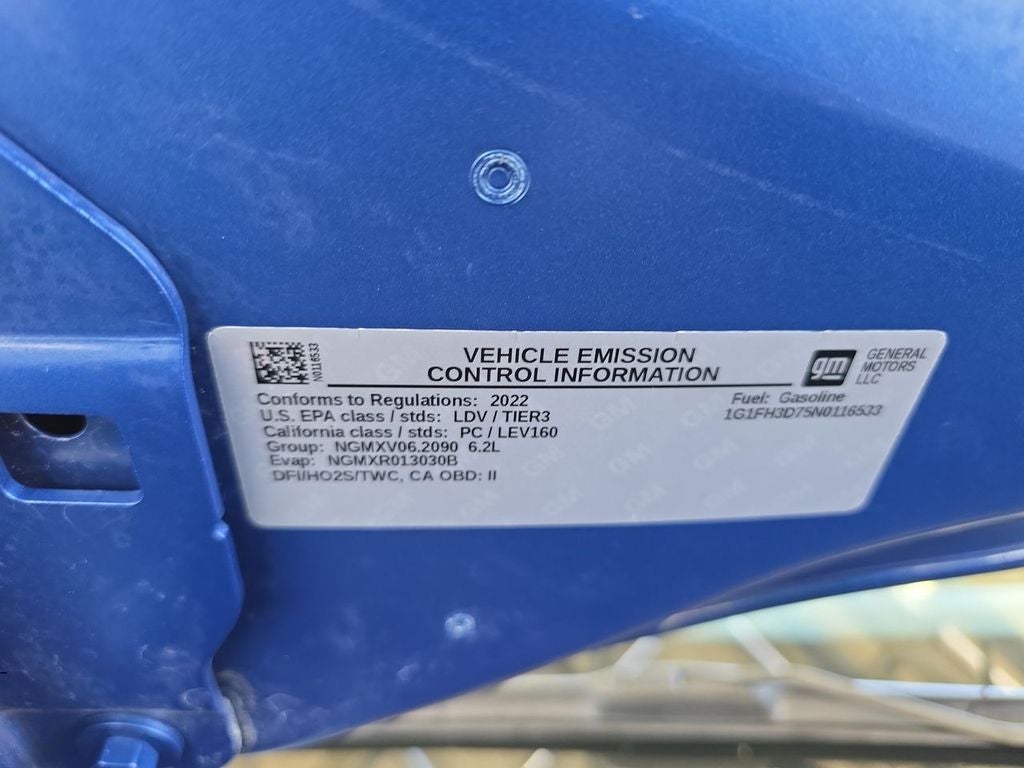 VEHICLE EMISSION
CONTROL INFORMATION
N0116533
gm
GENERAL
MOTORS
LLC
Conforms to Regulations: 2022
U.S. EPA class / stds: LDV / TIER3
California class / stds: PC / LEV160
Group: NGMXV06.2090 6.2L
Evap: NGMXR013030B
DFI/HO2S/TWC, CA OBD: II
Fuel: Gasoline
1G1FH3D75N0116533